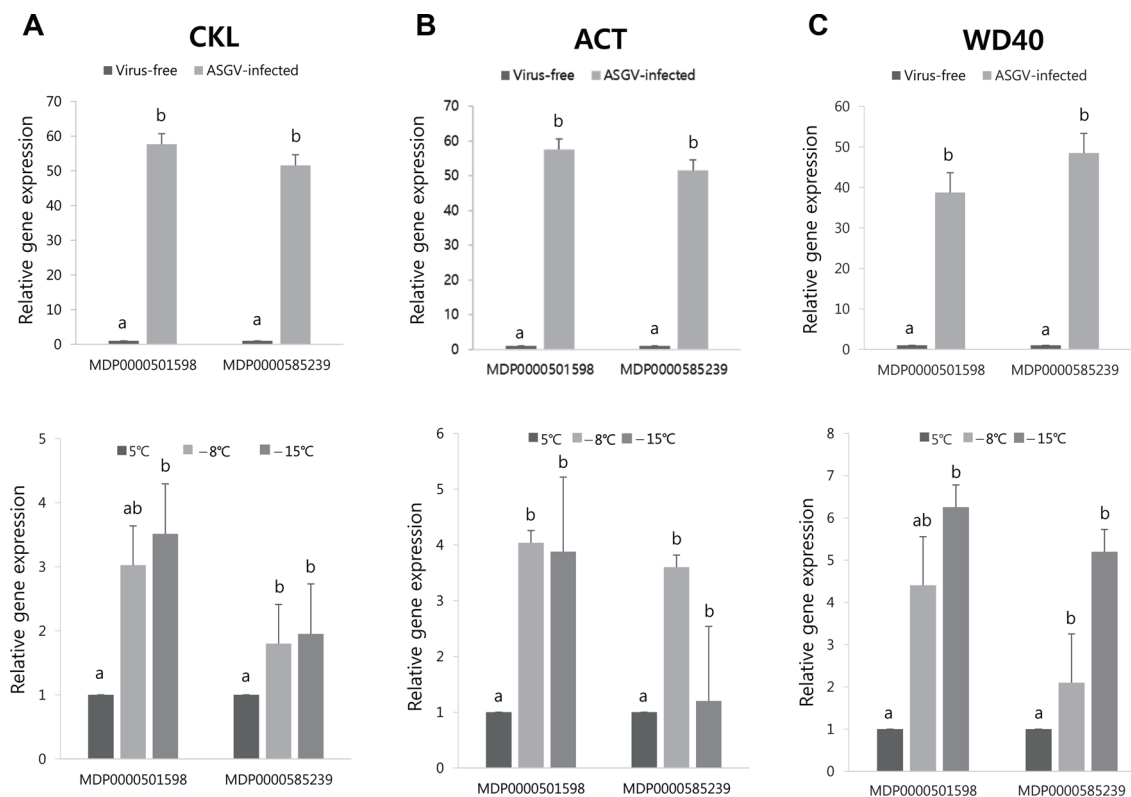 A
CKL
Virus-free ASGV-infected
Relative gene expression
70
60
50
40
30
20
10
0
a b a b
MDP0000501598 MDP0000585239
B
ACT
Virus-free ASGV-infected
Relative gene expression
70
60
50
40
30
20
10
0
a b a b
MDP0000501598 MDP0000585239
C
WD40
Virus-free ASGV-infected
Relative gene expression
60
50
40
30
20
10
0
a b a b
MDP0000501598 MDP0000585239
5℃ −8℃ −15℃
Relative gene expression
5
4
3
2
1
0
a ab b a b b
MDP0000501598 MDP0000585239
5℃ −8℃ −15℃
Relative gene expression
6
5
4
3
2
1
0
a b b a b b
MDP0000501598 MDP0000585239
5℃ −8℃ −15℃
Relative gene expression
8
7
6
5
4
3
2
1
0
a ab b a b b
MDP0000501598 MDP0000585239